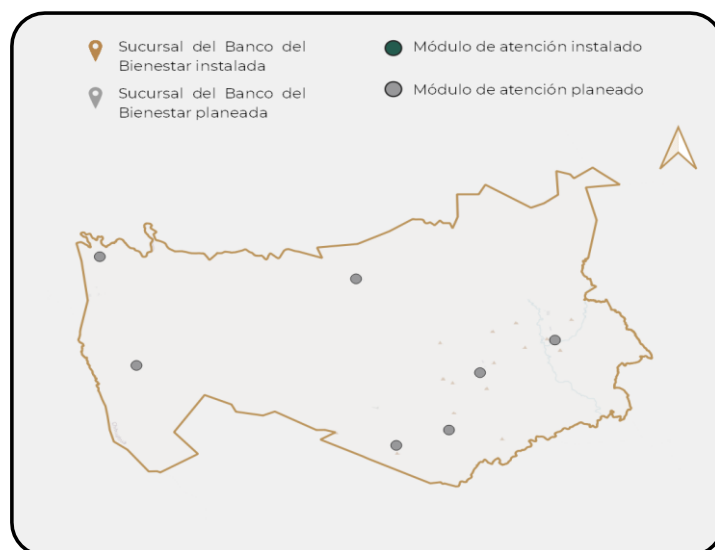 Sucursal del Banco del
Bienestar instalada
Sucursal del Banco del
Bienestar planeada
Módulo de atención instalado
Módulo de atención planeado